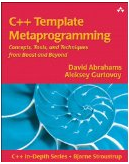 C++ Template
Metaprogramming
Concepts, Tools, and Techniques
from Boost and Beyond
David Abrahams
Aleksey Gurtovoy
C++ In-Depth Series • Bjarne Stroustrup